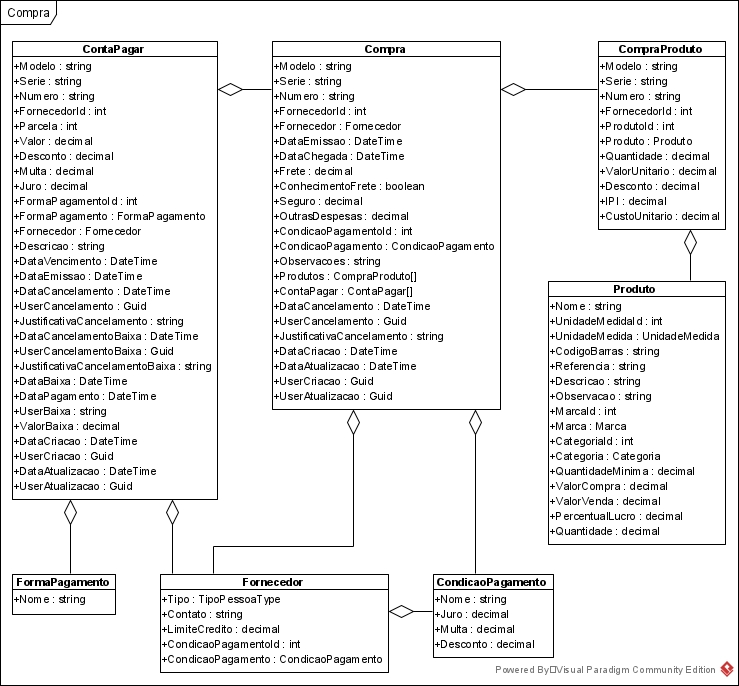 Compra
ContaPagar
+Modelo : string
+Serie : string
+Numero : string
+FornecedorId : int
+Parcela : int
+Valor : decimal
+Desconto : decimal
+Multa : decimal
+Juro : decimal
+FormaPagamentoId : int
+FormaPagamento : FormaPagamento
+Fornecedor : Fornecedor
+Descricao : string
+DataVencimento : DateTime
+DataEmissao : DateTime
+DataCancelamento : DateTime
+UserCancelamento : Guid
+JustificativaCancelamento : string
+DataCancelamentoBaixa : DateTime
+UserCancelamentoBaixa : Guid
+JustificativaCancelamentoBaixa : string
+DataBaixa : DateTime
+DataPagamento : DateTime
+UserBaixa : string
+ValorBaixa : decimal
+DataCriacao : DateTime
+UserCriacao : Guid
+DataAtualizacao : DateTime
+UserAtualizacao : Guid
Compra
+Modelo : string
+Serie : string
+Numero : string
+FornecedorId : int
+Fornecedor : Fornecedor
+DataEmissao : DateTime
+DataChegada : DateTime
+Frete : decimal
+ConhecimentoFrete : boolean
+Seguro : decimal
+OutrasDespesas : decimal
+CondicaoPagamentoId : int
+CondicaoPagamento : CondicaoPagamento
+Observacoes : string
+Produtos : CompraProduto[]
+ContaPagar : ContaPagar[]
+DataCancelamento : DateTime
+UserCancelamento : Guid
+JustificativaCancelamento : string
+DataCriacao : DateTime
+DataAtualizacao : DateTime
+UserCriacao : Guid
+UserAtualizacao : Guid
CompraProduto
+Modelo : string
+Serie : string
+Numero : string
+FornecedorId : int
+ProdutoId : int
+Produto : Produto
+Quantidade : decimal
+ValorUnitario : decimal
+Desconto : decimal
+IPI : decimal
+CustoUnitario : decimal
Produto
+Nome : string
+UnidadeMedidaId : int
+UnidadeMedida : UnidadeMedida
+CodigoBarras : string
+Referencia : string
+Descricao : string
+Observacao : string
+MarcaId : int
+Marca : Marca
+CategoriaId : int
+Categoria : Categoria
+QuantidadeMinima : decimal
+ValorCompra : decimal
+ValorVenda : decimal
+PercentualLucro : decimal
+Quantidade : decimal
FormaPagamento
+Nome : string
Fornecedor
+Tipo : TipoPessoaType
+Contato : string
+LimiteCredito : decimal
+CondicaoPagamentoId : int
+CondicaoPagamento : CondicaoPagamento
CondicaoPagamento
+Nome : string
+Juro : decimal
+Multa : decimal
+Desconto : decimal
Powered By Visual Paradigm Community Edition